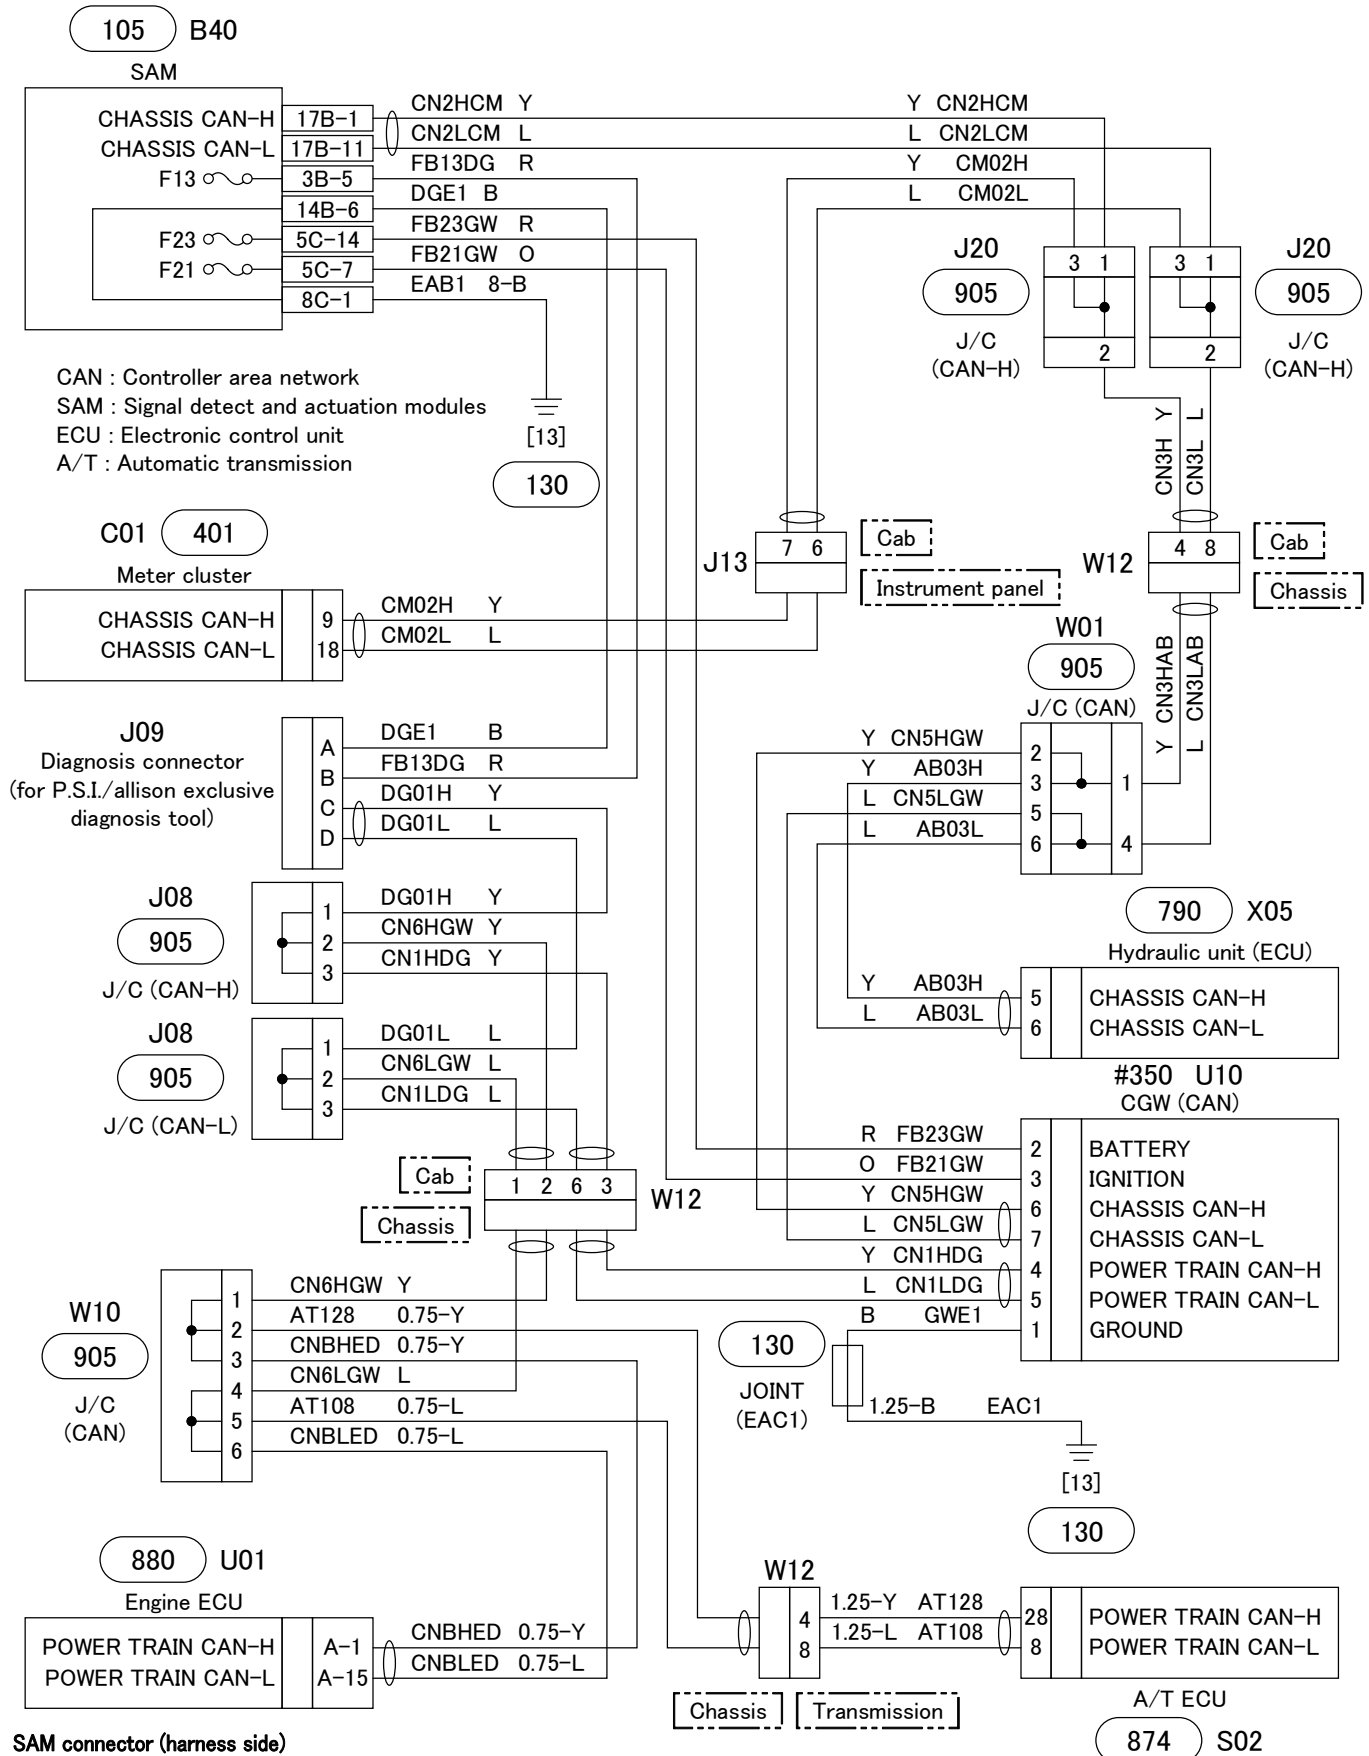 105 B40
SAM
CHASSIS CAN-H 17B-1 CN2HCM Y Y CN2HCM
CHASSIS CAN-L 17B-11 CN2LCM L L CN2LCM
F13 3B-5 FB13DG R Y CM02H
14B-6 DGE1 B L CM02L
F23 5C-14 FB23GW R
F21 5C-7 FB21GW O
8C-1 EAB1 8-B
J20 3 1 3 1 J20
905 905
J/C 2 2 J/C
(CAN-H) (CAN-H)
CAN : Controller area network
SAM : Signal detect and actuation modules
ECU : Electronic control unit
A/T : Automatic transmission
[13]
130
CN3H Y
CN3L L
C01 401
Meter cluster
CHASSIS CAN-H 9 CM02H Y
CHASSIS CAN-L 18 CM02L L
J13 7 6 Cab
Instrument panel
W12 4 8 Cab
Chassis
Y CN3HAB
L CN3LAB
W01
905
J/C (CAN)
Y CN5HGW 2
Y AB03H 3 1
L CN5LGW 5
L AB03L 6 4
J09
Diagnosis connector
(for P.S.I./allison exclusive
diagnosis tool)
A DGE1 B
B FB13DG R
C DG01H Y
D DG01L L
J08
905
J/C (CAN-H)
1 DG01H Y
2 CN6HGW Y
3 CN1HDG Y
J08
905
J/C (CAN-L)
1 DG01L L
2 CN6LGW L
3 CN1LDG L
790 X05
Hydraulic unit (ECU)
Y AB03H 5 CHASSIS CAN-H
L AB03L 6 CHASSIS CAN-L
#350 U10
CGW (CAN)
R FB23GW 2 BATTERY
O FB21GW 3 IGNITION
Y CN5HGW 6 CHASSIS CAN-H
L CN5LGW 7 CHASSIS CAN-L
Y CN1HDG 4 POWER TRAIN CAN-H
L CN1LDG 5 POWER TRAIN CAN-L
B GWE1 1 GROUND
Cab 1 2 6 3 W12
Chassis
W10
905
J/C
(CAN)
1 CN6HGW Y
2 AT128 0.75-Y
3 CNBHED 0.75-Y
4 CN6LGW L
5 AT108 0.75-L
6 CNBLED 0.75-L
130
JOINT
(EAC1)
1.25-B EAC1
[13]
130
880 U01
Engine ECU
POWER TRAIN CAN-H A-1 CNBHED 0.75-Y
POWER TRAIN CAN-L A-15 CNBLED 0.75-L
W12
4 1.25-Y AT128 28 POWER TRAIN CAN-H
8 1.25-L AT108 8 POWER TRAIN CAN-L
Chassis Transmission
A/T ECU
874 S02
SAM connector (harness side)